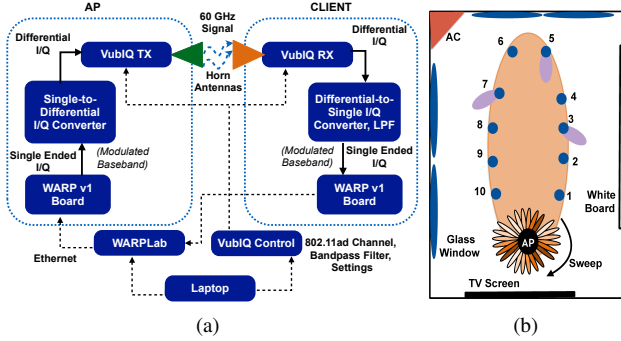 AP
60 GHz
Signal
CLIENT
Differential
I/Q
VubIQ TX
VubIQ RX
Differential
I/Q
Horn
Antennas
Single-to-
Differential
I/Q Converter
Differential-to-
Single I/Q
Converter, LPF
Single Ended
I/Q
(Modulated
Baseband)
(Modulated
Baseband)
Single Ended
I/Q
WARP v1
Board
WARP v1
Board
WARPLab
VubIQ Control
802.11ad Channel,
Bandpass Filter,
Settings
Ethernet
Laptop
(a)
AC
6
5
7
4
8
3
9
2
10
1
White
Board
Glass
Window
AP
Sweep
TV Screen
(b)